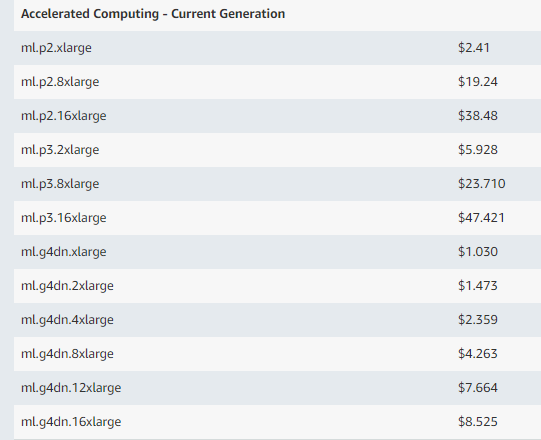 Accelerated Computing - Current Generation
ml.p2.xlarge $2.41
ml.p2.8xlarge $19.24
ml.p2.16xlarge $38.48
ml.p3.2xlarge $5.928
ml.p3.8xlarge $23.710
ml.p3.16xlarge $47.421
ml.g4dn.xlarge $1.030
ml.g4dn.2xlarge $1.473
ml.g4dn.4xlarge $2.359
ml.g4dn.8xlarge $4.263
ml.g4dn.12xlarge $7.664
ml.g4dn.16xlarge $8.525